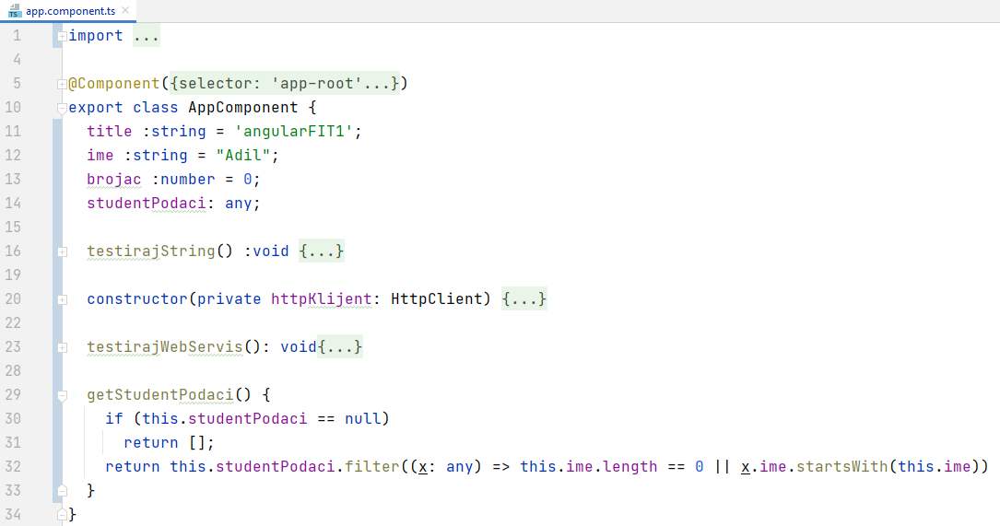 app.component.ts
1 import ...
4
5 @Component({selector: 'app-root'...})
10 export class AppComponent {
11 title :string = 'angularFIT1';
12 ime :string = "Adil";
13 brojac :number = 0;
14 studentPodaci: any;
15
16 testirajString() :void {...}
19
20 constructor(private httpKlijent: HttpClient) {...}
22
23 testirajWebServis(): void{...}
28
29 getStudentPodaci() {
30 if (this.studentPodaci == null)
31 return [];
32 return this.studentPodaci.filter((x: any) => this.ime.length == 0 || x.ime.startsWith(this.ime))
33 }
34 }